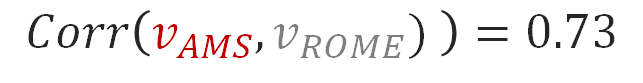 Corr(v_AMS, v_ROME) ) = 0.73